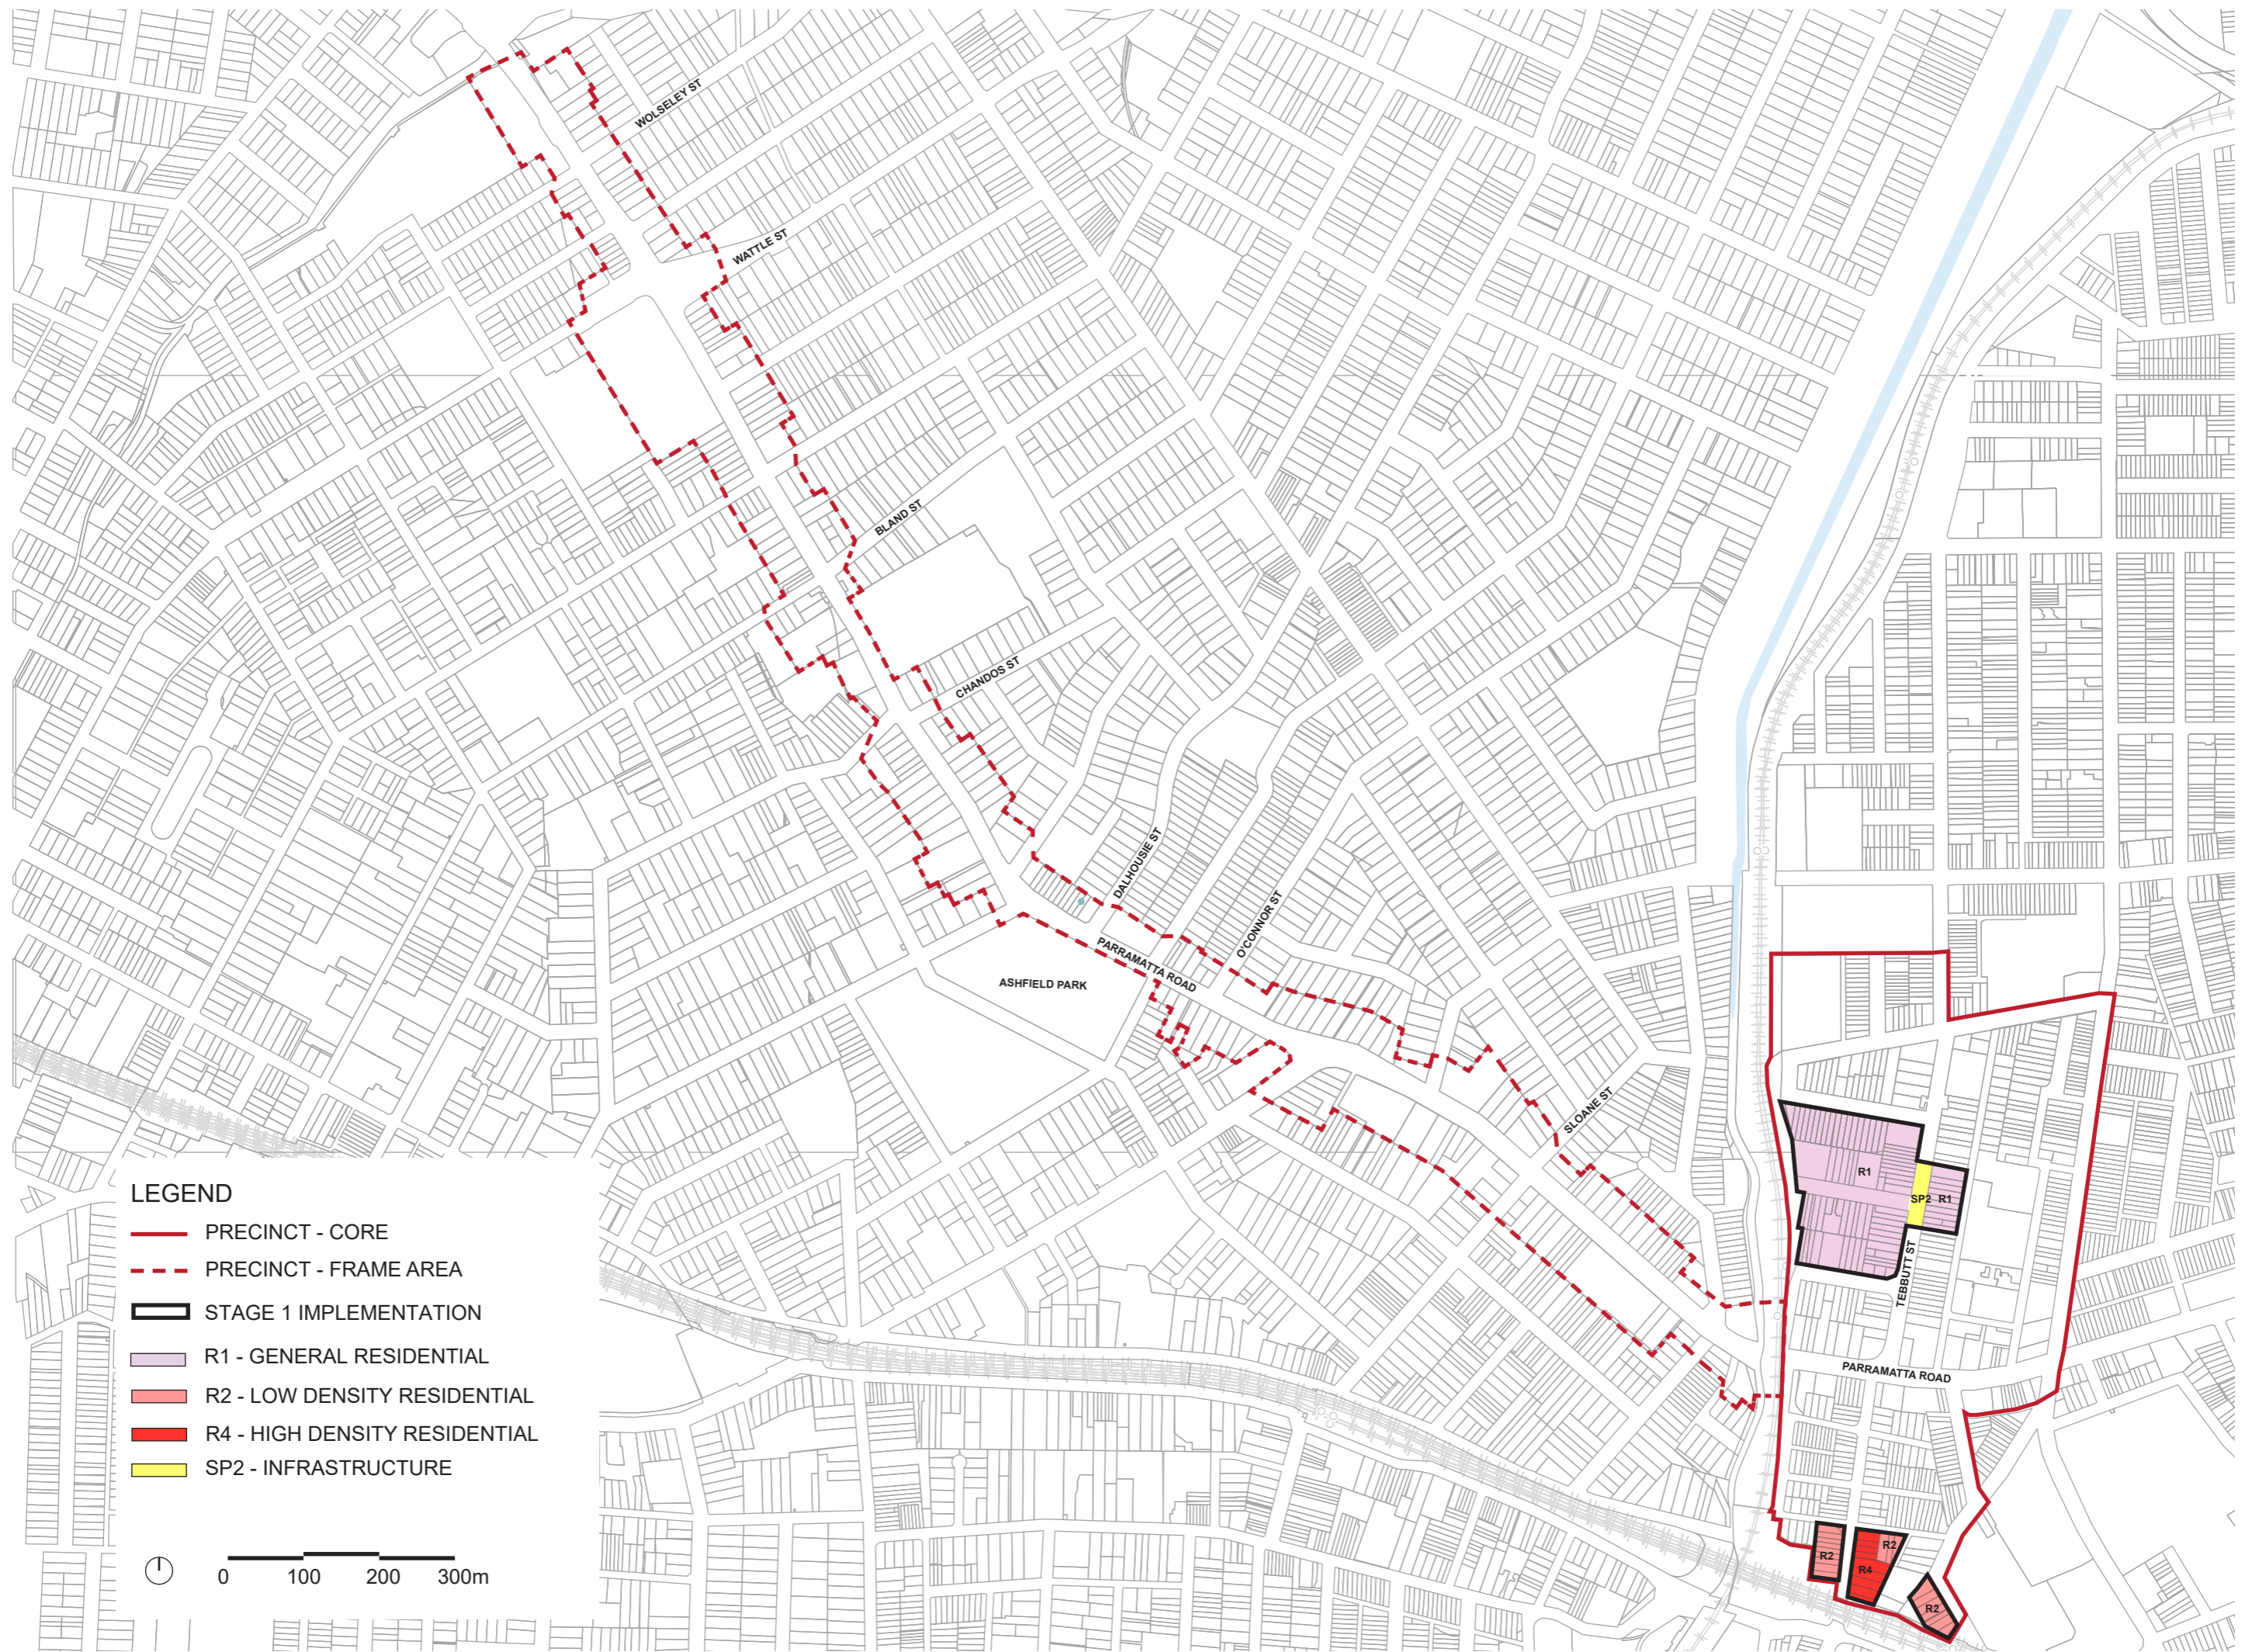 WOLSELEY ST
WATTLE ST
BLAND ST
CHANDOS ST
DALHOUSIE ST
O'CONNOR ST
PARRAMATTA ROAD
ASHFIELD PARK
SLOANE ST
R1
SP2
R1
TEBBUTT ST
PARRAMATTA ROAD
R2
R2
R4
R2
LEGEND
PRECINCT - CORE
PRECINCT - FRAME AREA
STAGE 1 IMPLEMENTATION
R1 - GENERAL RESIDENTIAL
R2 - LOW DENSITY RESIDENTIAL
R4 - HIGH DENSITY RESIDENTIAL
SP2 - INFRASTRUCTURE
0 100 200 300m